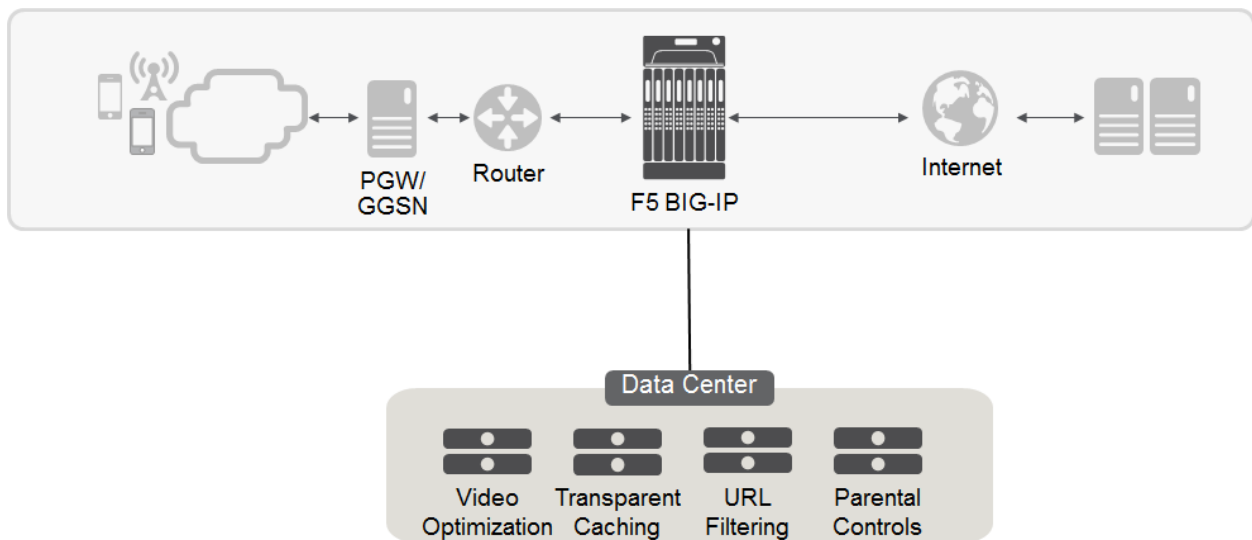 PGW/
GGSN
Router
F5 BIG-IP
Internet
Data Center
Video
Optimization
Transparent
Caching
URL
Filtering
Parental
Controls